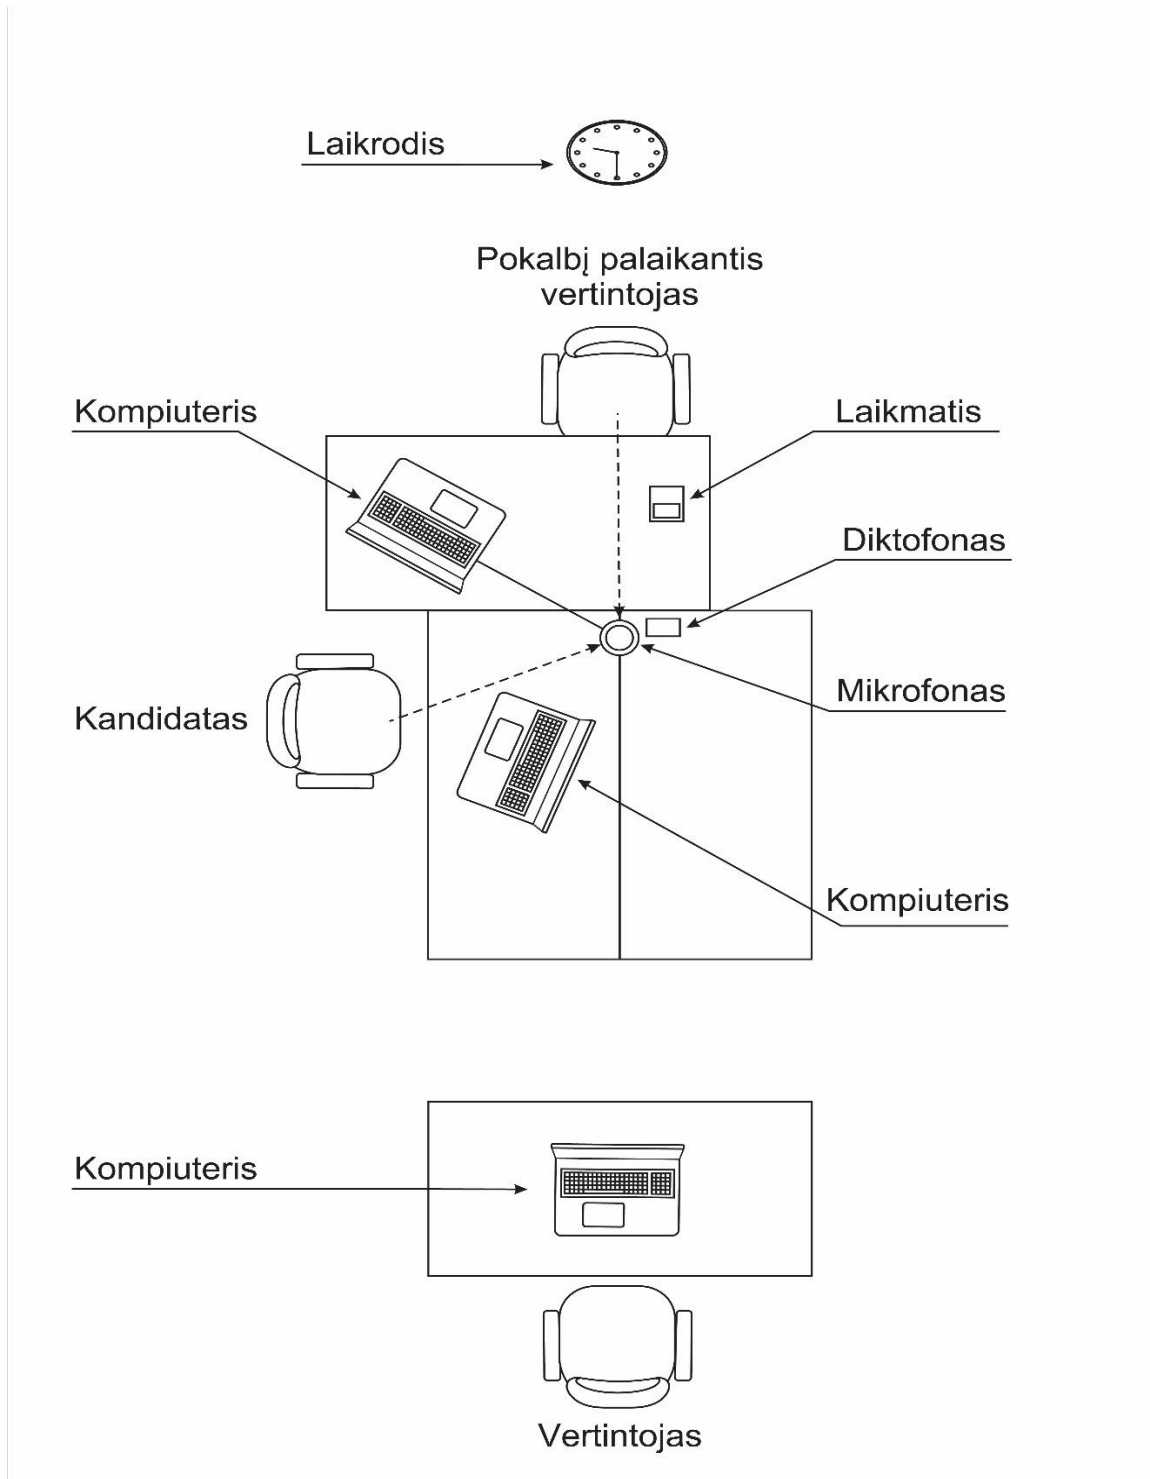 Laikrodis
Pokalbį palaikantis
vertintojas
Kompiuteris
Laikmatis
Diktofonas
Mikrofonas
Kandidatas
Kompiuteris
Kompiuteris
Vertintojas